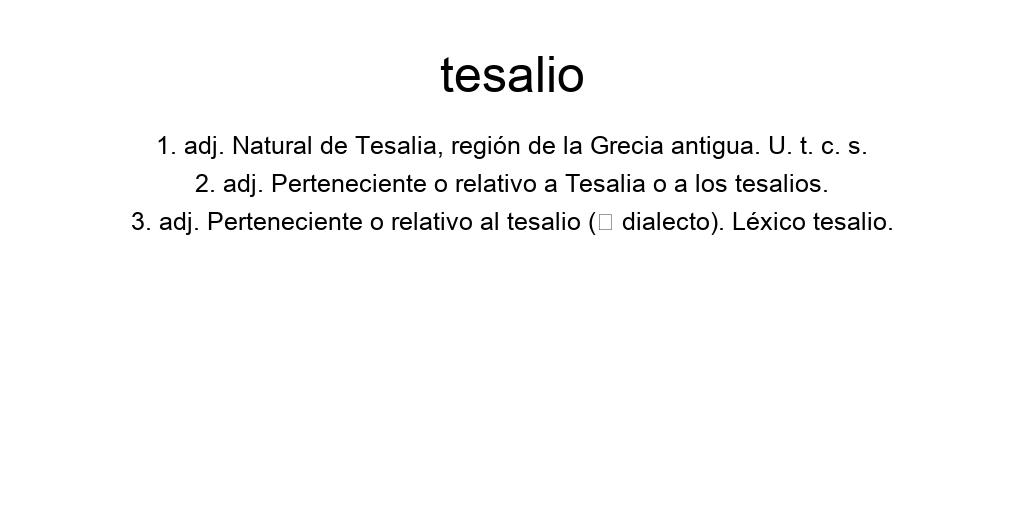 tesalio
1. adj. Natural de Tesalia, región de la Grecia antigua. U. t. c. s.
2. adj. Perteneciente o relativo a Tesalia o a los tesalios.
3. adj. Perteneciente o relativo al tesalio (□ dialecto). Léxico tesalio.